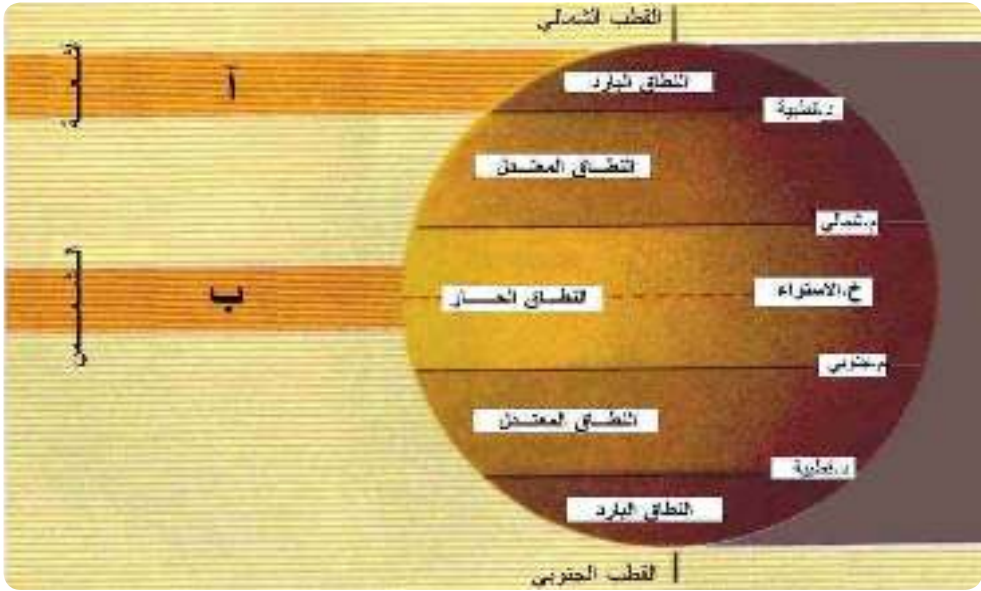 القطب الشمالي
النطاق البارد
آ
د.قطبية
النطاق المعتدل
م.شمالي
ب
النطاق الحار
خ.الاستواء
م.جنوبي
النطاق المعتدل
د.قطبية
النطاق البارد
القطب الجنوبي